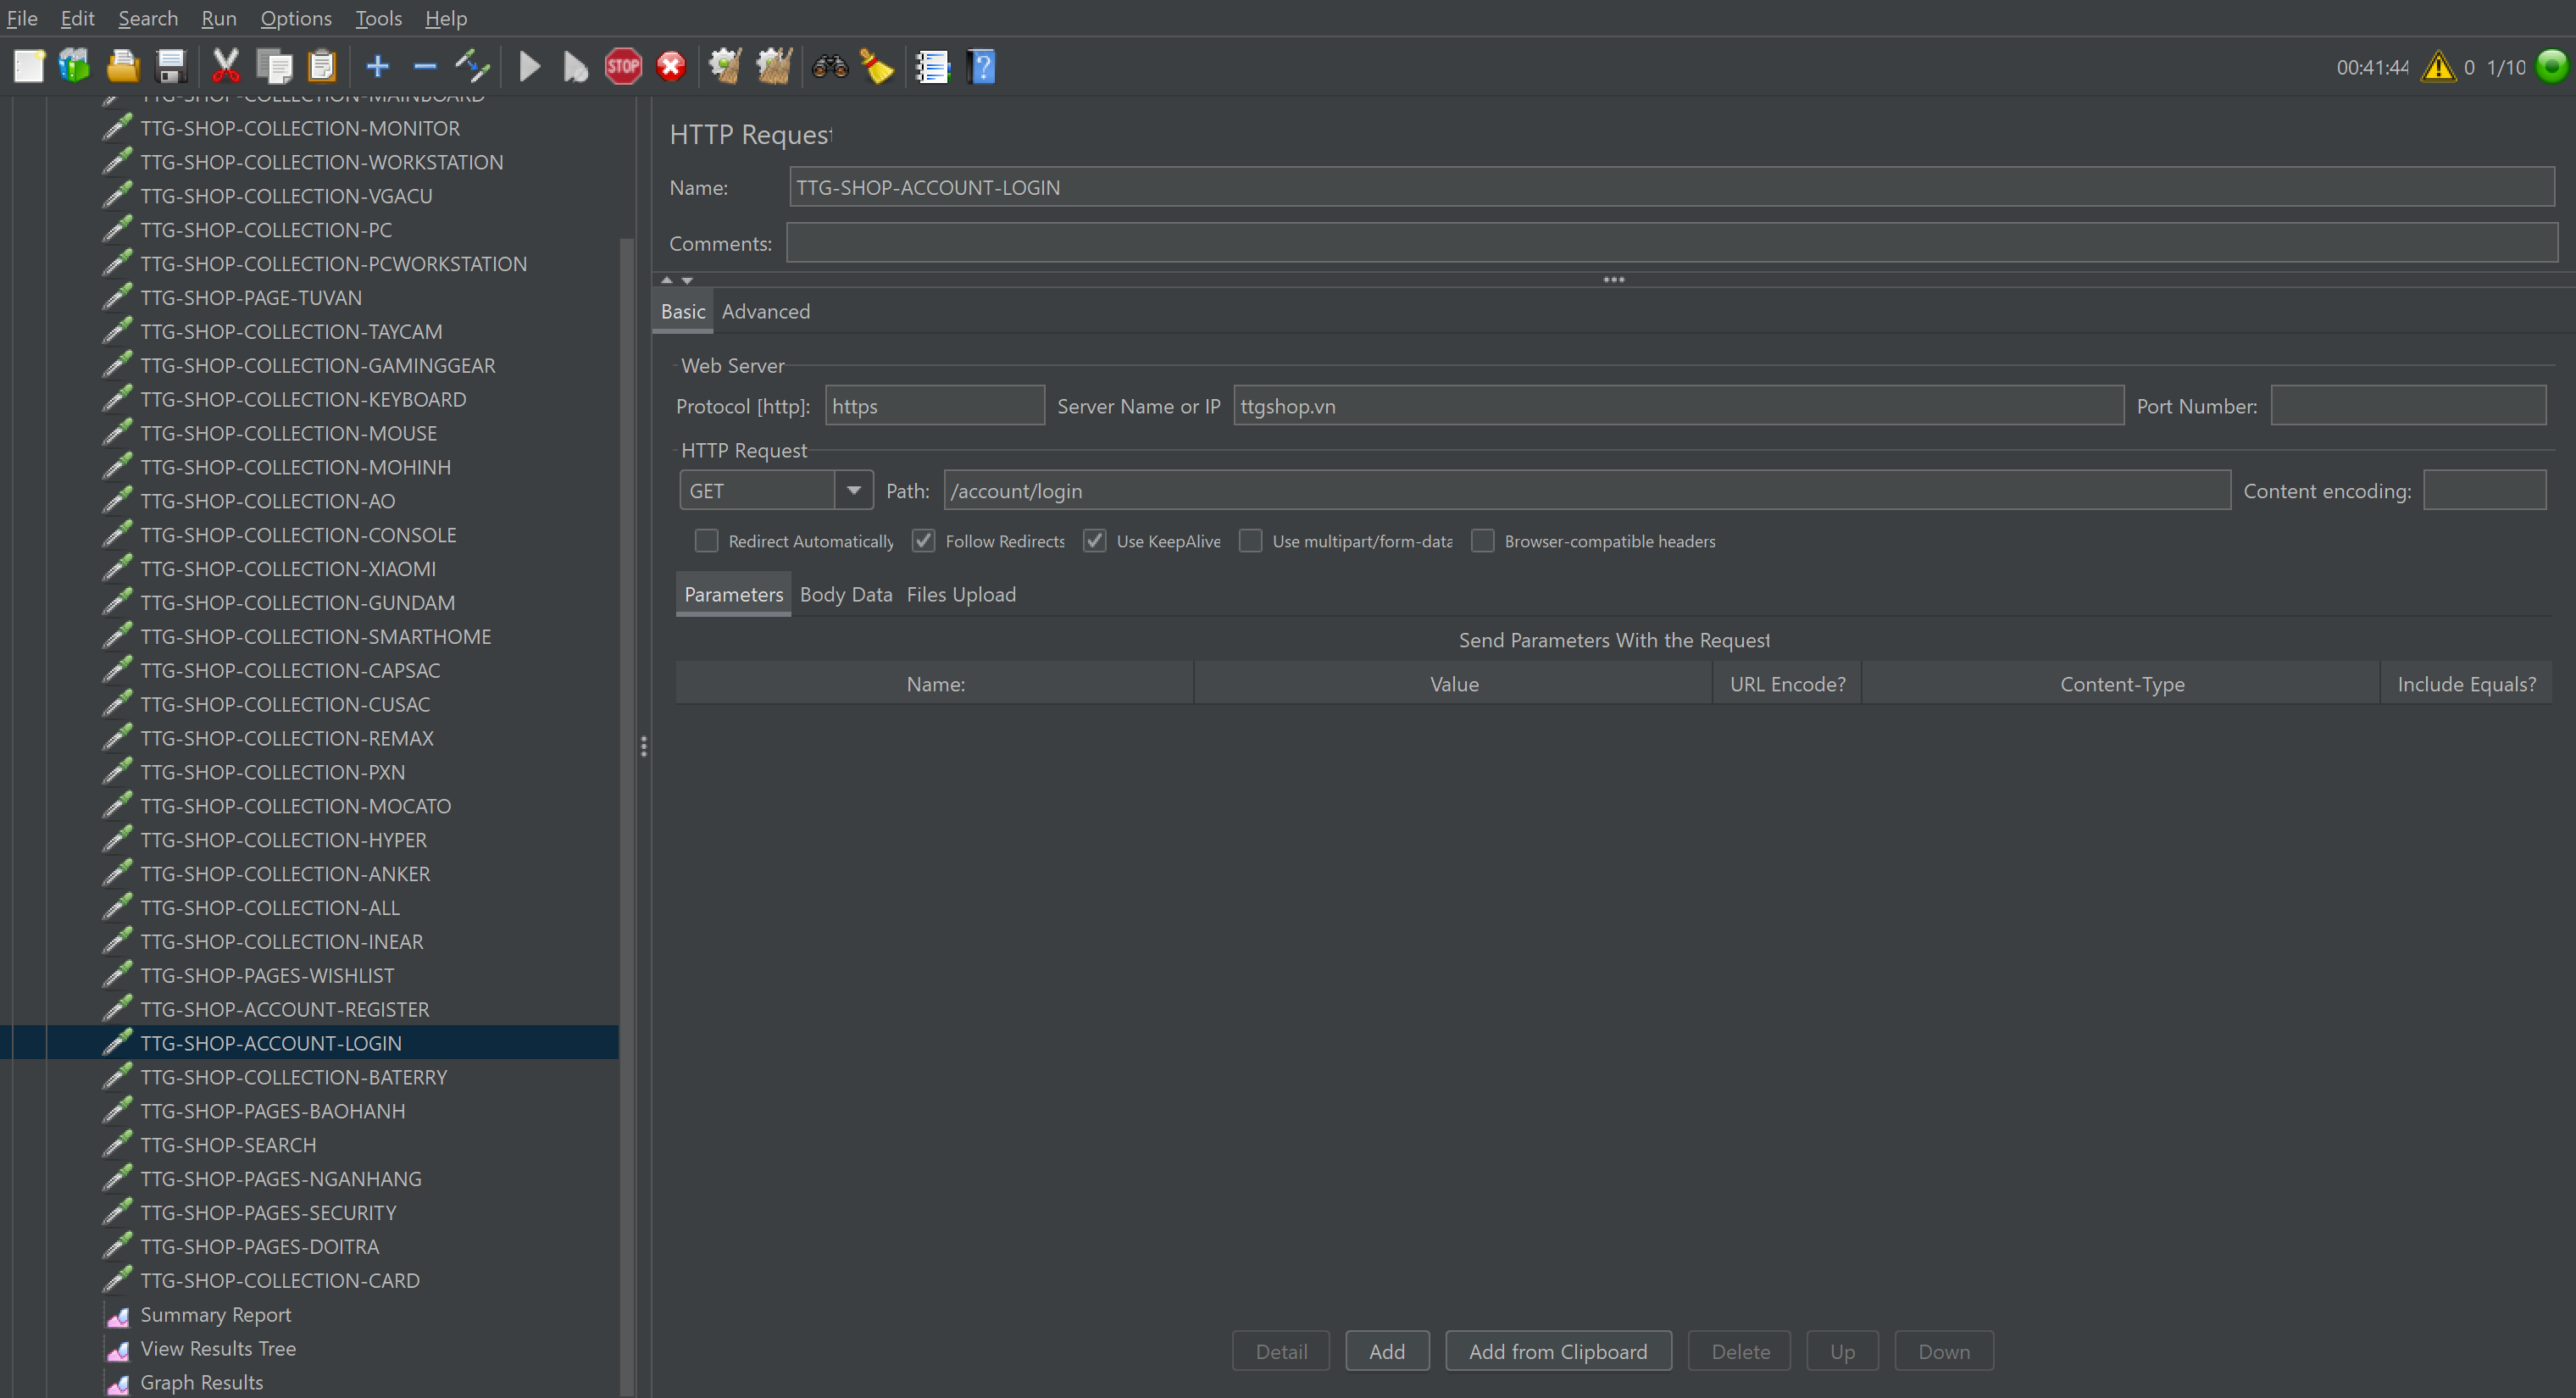 File Edit Search Run Options Tools Help
STOP
00:41:44 0 1/10
TTG-SHOP-COLLECTION-MAINBOARD
TTG-SHOP-COLLECTION-MONITOR
TTG-SHOP-COLLECTION-WORKSTATION
TTG-SHOP-COLLECTION-VGACU
TTG-SHOP-COLLECTION-PC
TTG-SHOP-COLLECTION-PCWORKSTATION
TTG-SHOP-PAGE-TUVAN
TTG-SHOP-COLLECTION-TAYCAM
TTG-SHOP-COLLECTION-GAMINGGEAR
TTG-SHOP-COLLECTION-KEYBOARD
TTG-SHOP-COLLECTION-MOUSE
TTG-SHOP-COLLECTION-MOHINH
TTG-SHOP-COLLECTION-AO
TTG-SHOP-COLLECTION-CONSOLE
TTG-SHOP-COLLECTION-XIAOMI
TTG-SHOP-COLLECTION-GUNDAM
TTG-SHOP-COLLECTION-SMARTHOME
TTG-SHOP-COLLECTION-CAPSAC
TTG-SHOP-COLLECTION-CUSAC
TTG-SHOP-COLLECTION-REMAX
TTG-SHOP-COLLECTION-PXN
TTG-SHOP-COLLECTION-MOCATO
TTG-SHOP-COLLECTION-HYPER
TTG-SHOP-COLLECTION-ANKER
TTG-SHOP-COLLECTION-ALL
TTG-SHOP-COLLECTION-INEAR
TTG-SHOP-PAGES-WISHLIST
TTG-SHOP-ACCOUNT-REGISTER
TTG-SHOP-ACCOUNT-LOGIN
TTG-SHOP-COLLECTION-BATERRY
TTG-SHOP-PAGES-BAOHANH
TTG-SHOP-SEARCH
TTG-SHOP-PAGES-NGANHANG
TTG-SHOP-PAGES-SECURITY
TTG-SHOP-PAGES-DOITRA
TTG-SHOP-COLLECTION-CARD
Summary Report
View Results Tree
Graph Results
HTTP Request
Name: TTG-SHOP-ACCOUNT-LOGIN
Comments:
Basic Advanced
Web Server
Protocol [http]: https Server Name or IP ttgshop.vn Port Number:
HTTP Request
GET Path: /account/login Content encoding:
Redirect Automatically Follow Redirects Use KeepAlive Use multipart/form-data Browser-compatible headers
Parameters Body Data Files Upload
Send Parameters With the Request
Name: Value URL Encode? Content-Type Include Equals?
Detail Add Add from Clipboard Delete Up Down